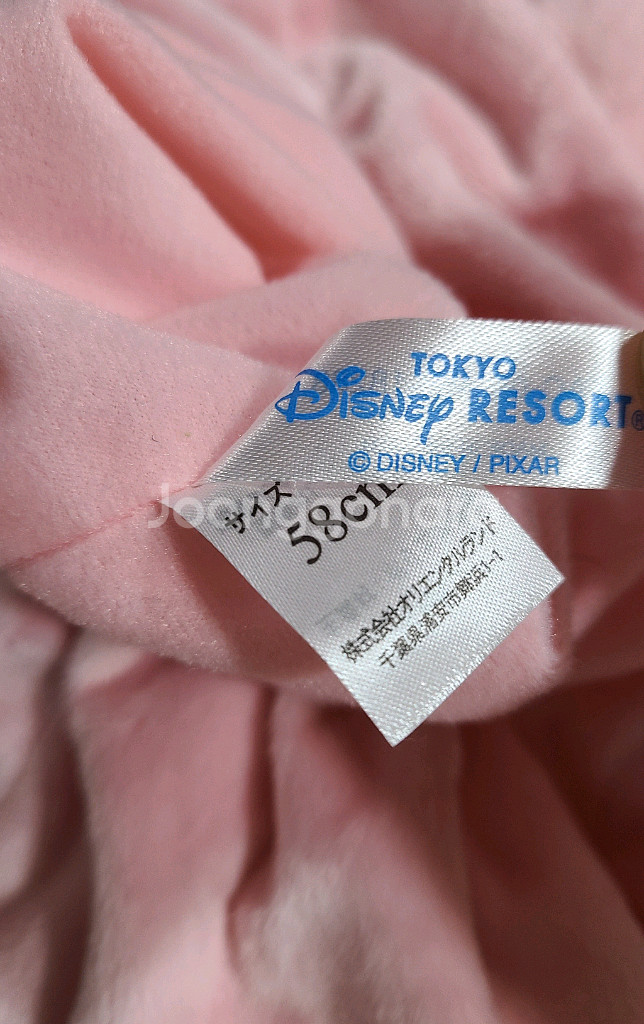 TOKYO
Disney RESORT®
© DISNEY / PIXAR
サイズ
58cm
株式会社オリエンタルランド
千葉県浦安市舞浜1-1